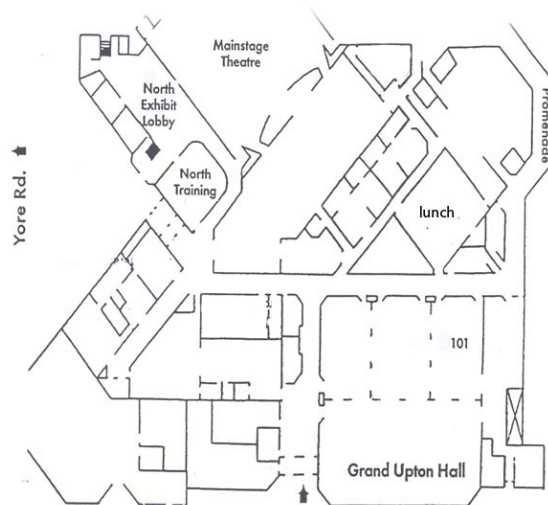 Mainstage
Theatre
North
Exhibit
Lobby
North
Training
Yore Rd.
Promenade
lunch
101
Grand Upton Hall